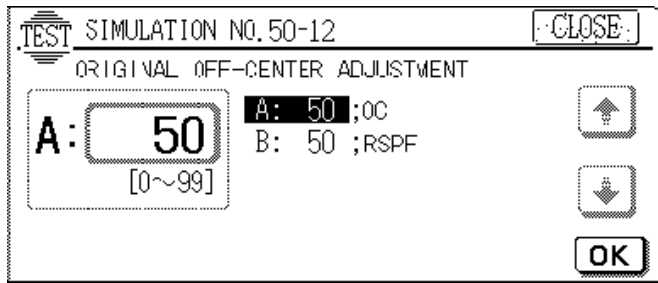 TEST SIMULATION NO.50-12 CLOSE
ORIGINAL OFF-CENTER ADJUSTMENT
A: 50
[0～99]
A: 50 ;OC
B: 50 ;RSPF
OK